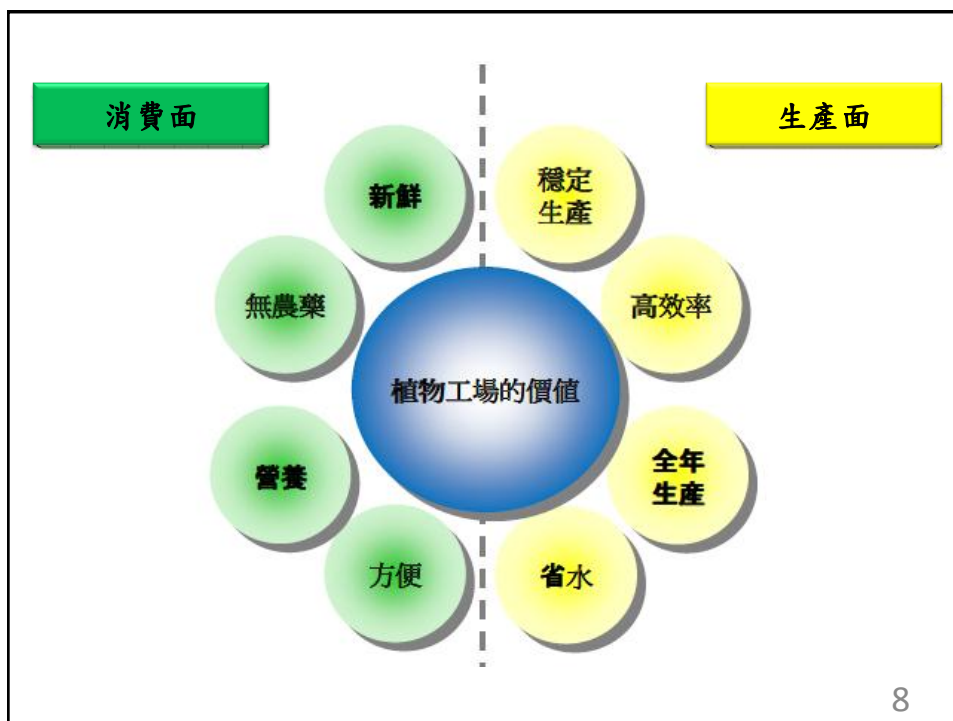 消費面
生產面
新鮮
穩定
生產
無農藥
高效率
植物工場的價值
營養
全年
生產
方便
省水
8